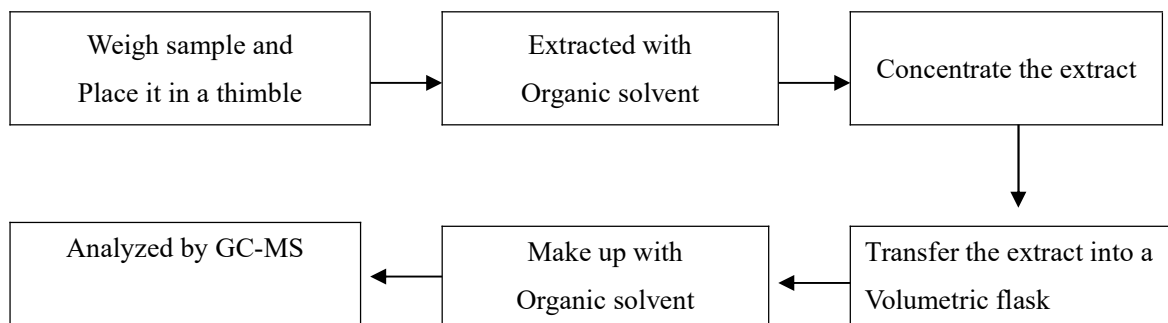 Weigh sample and
Place it in a thimble
Extracted with
Organic solvent
Concentrate the extract
Transfer the extract into a
Volumetric flask
Make up with
Organic solvent
Analyzed by GC-MS